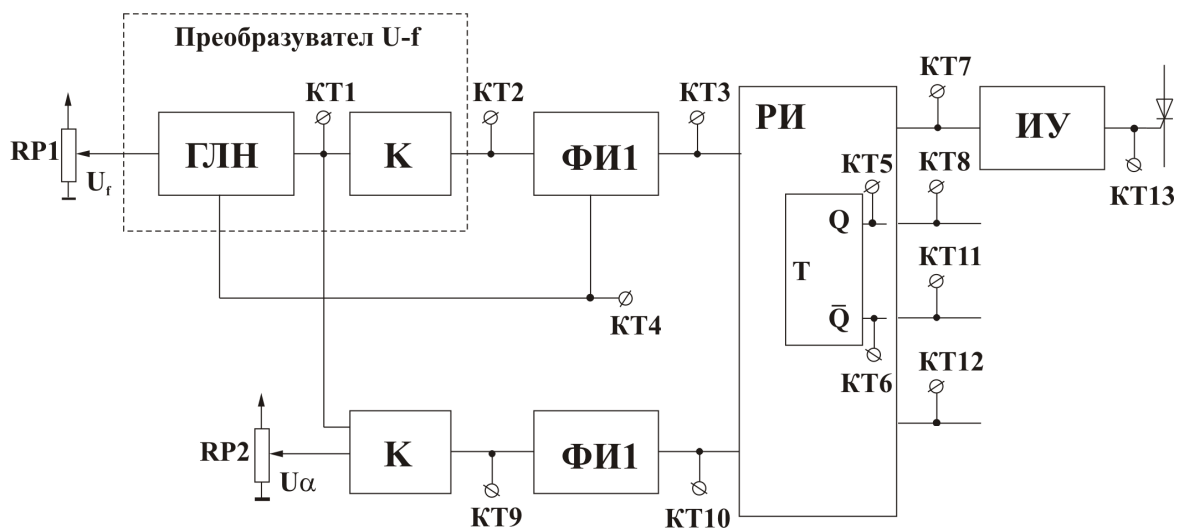 Преобразувател U-f
КТ7
КТ1
КТ2
КТ3
РИ
ИУ
RP1
ГЛН
К
ФИ1
U_f
КТ5
КТ8
КТ13
Q
Т
КТ11
Q̅
КТ4
КТ6
КТ12
RP2
К
ФИ1
Uα
КТ9
КТ10